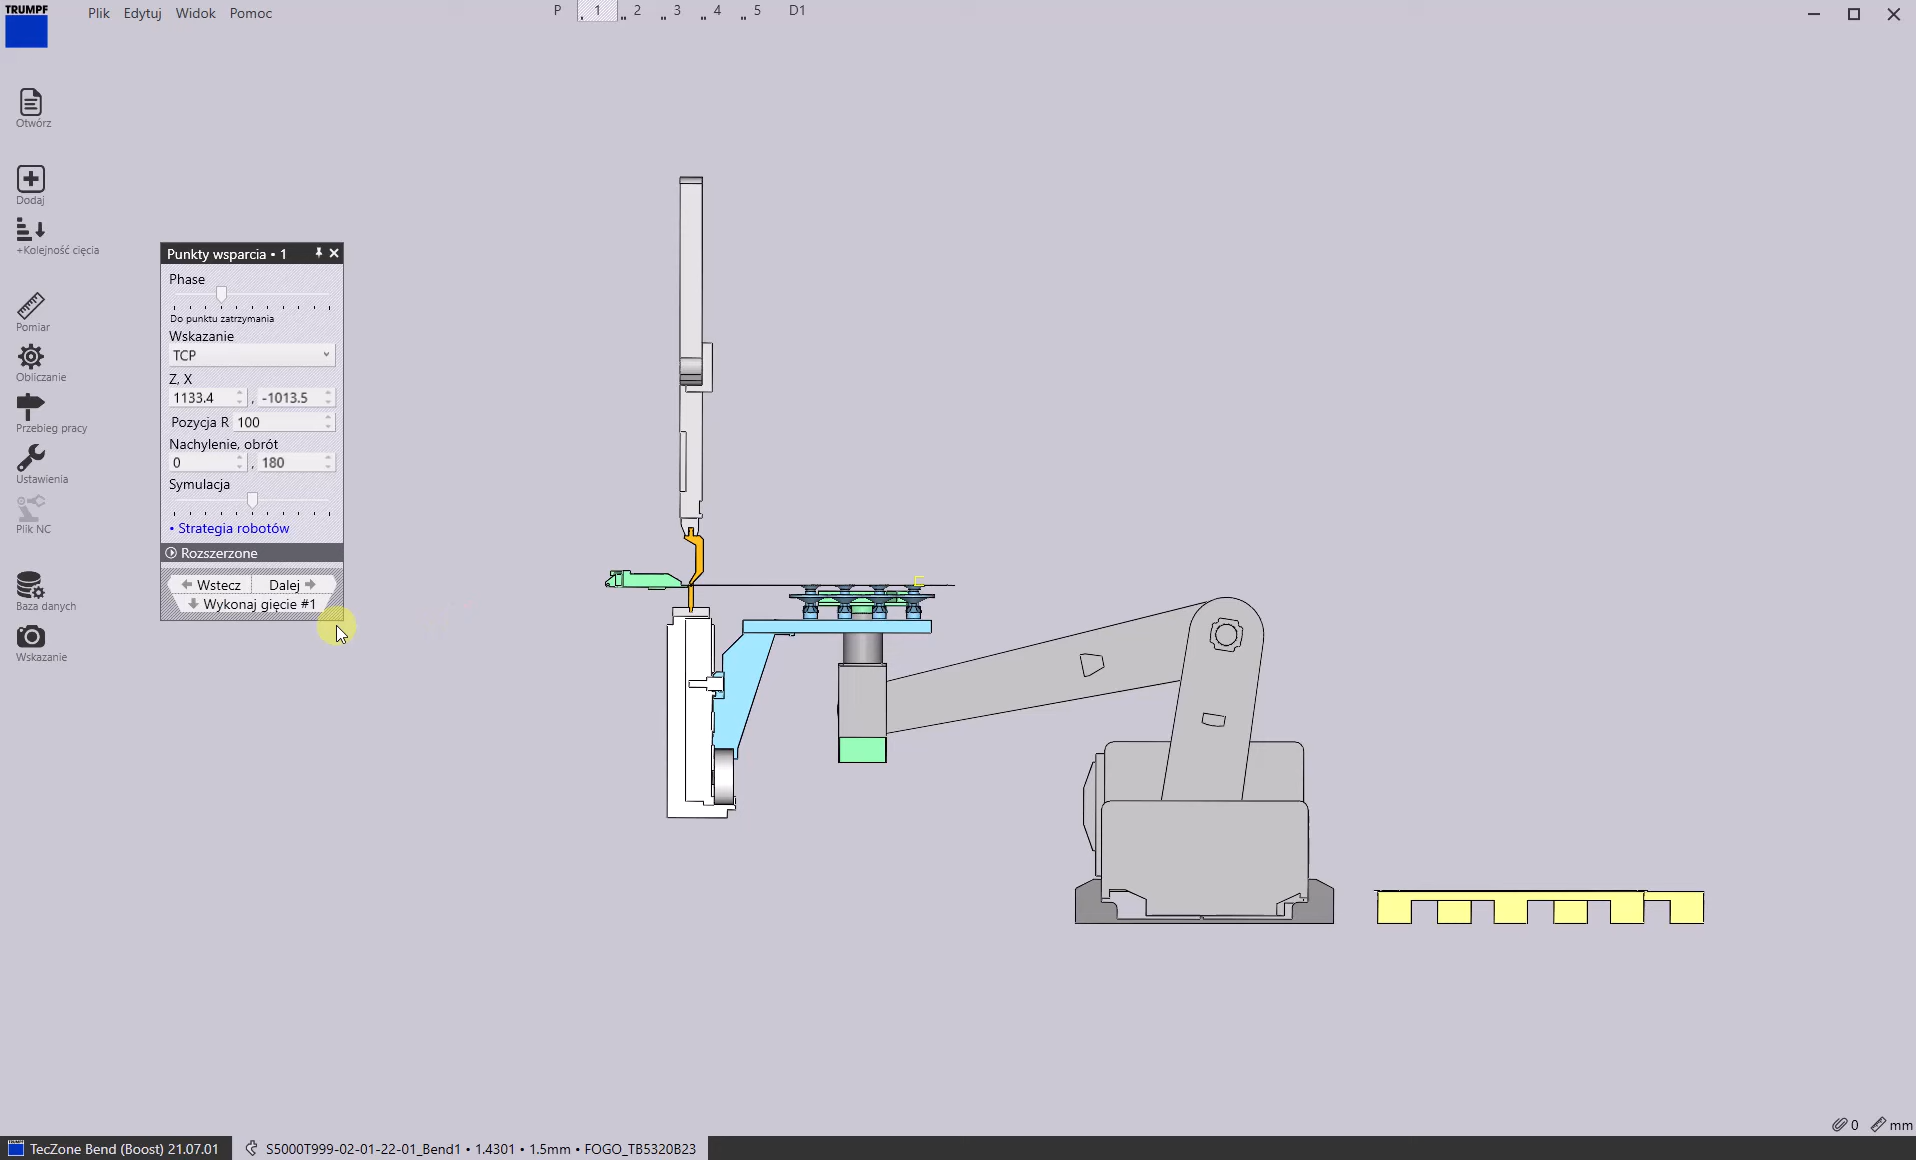 TRUMPF
Plik Edytuj Widok Pomoc
P 1 2 3 4 5 D1
Otwórz
Dodaj
+Kolejność cięcia
Pomiar
Obliczanie
Przebieg pracy
Ustawienia
Plik NC
Baza danych
Wskazanie
Punkty wsparcia • 1
Phase
Do punktu zatrzymania
Wskazanie
TCP
Z, X
1133.4 , -1013.5
Pozycja R 100
Nachylenie, obrót
0 , 180
Symulacja
• Strategia robotów
Rozszerzone
Wstecz Dalej
Wykonaj gięcie #1
0 mm
TecZone Bend (Boost) 21.07.01 S5000T999-02-01-22-01_Bend1 • 1.4301 • 1.5mm • FOGO_TB5320B23